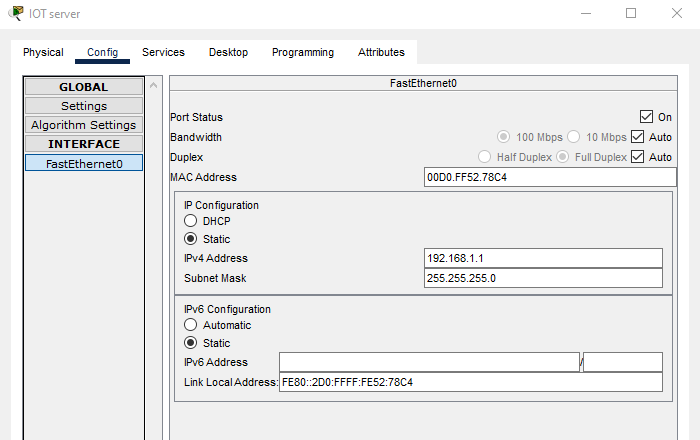 IOT server
Physical Config Services Desktop Programming Attributes
GLOBAL
Settings
Algorithm Settings
INTERFACE
FastEthernet0
FastEthernet0
Port Status On
Bandwidth 100 Mbps 10 Mbps Auto
Duplex Half Duplex Full Duplex Auto
MAC Address 00D0.FF52.78C4
IP Configuration
DHCP
Static
IPv4 Address 192.168.1.1
Subnet Mask 255.255.255.0
IPv6 Configuration
Automatic
Static
IPv6 Address /
Link Local Address: FE80::2D0:FFFF:FE52:78C4